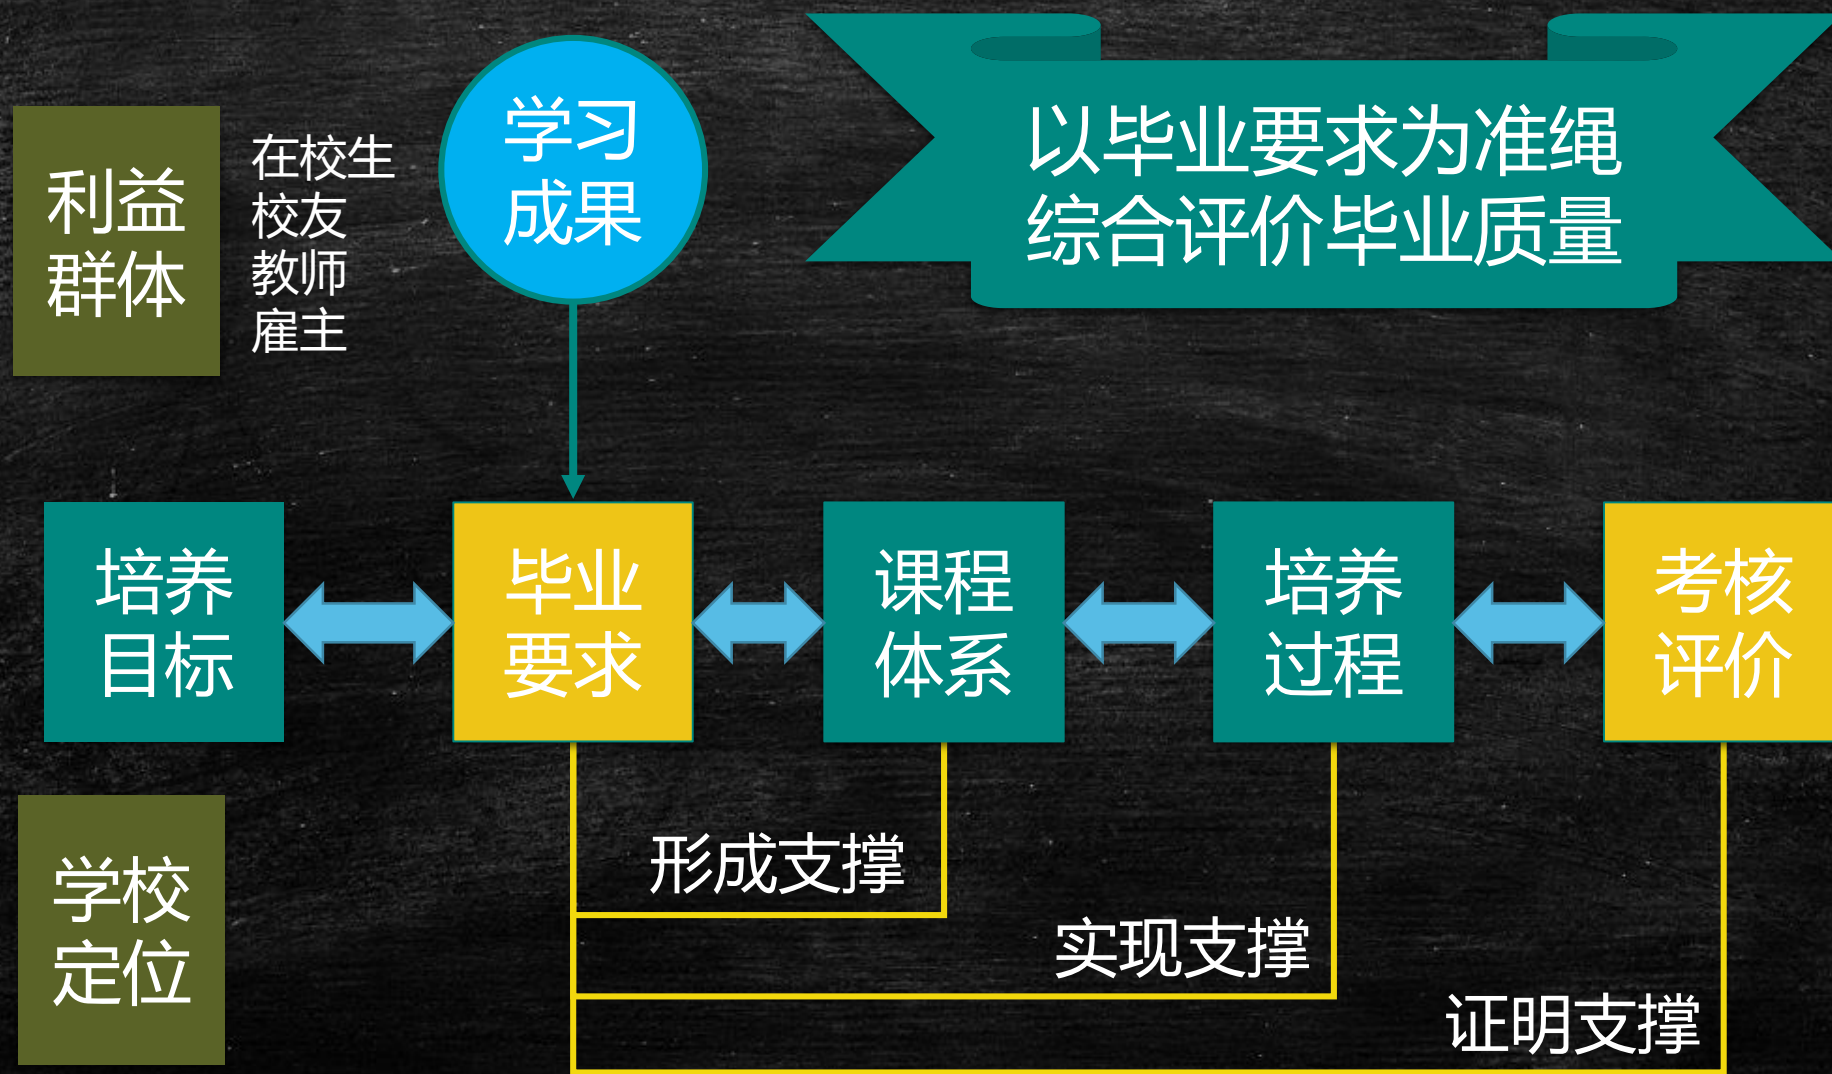 以毕业要求为准绳
综合评价毕业质量
学习
成果
利益
群体
在校生
校友
教师
雇主
培养
目标
毕业
要求
课程
体系
培养
过程
考核
评价
学校
定位
形成支撑
实现支撑
证明支撑